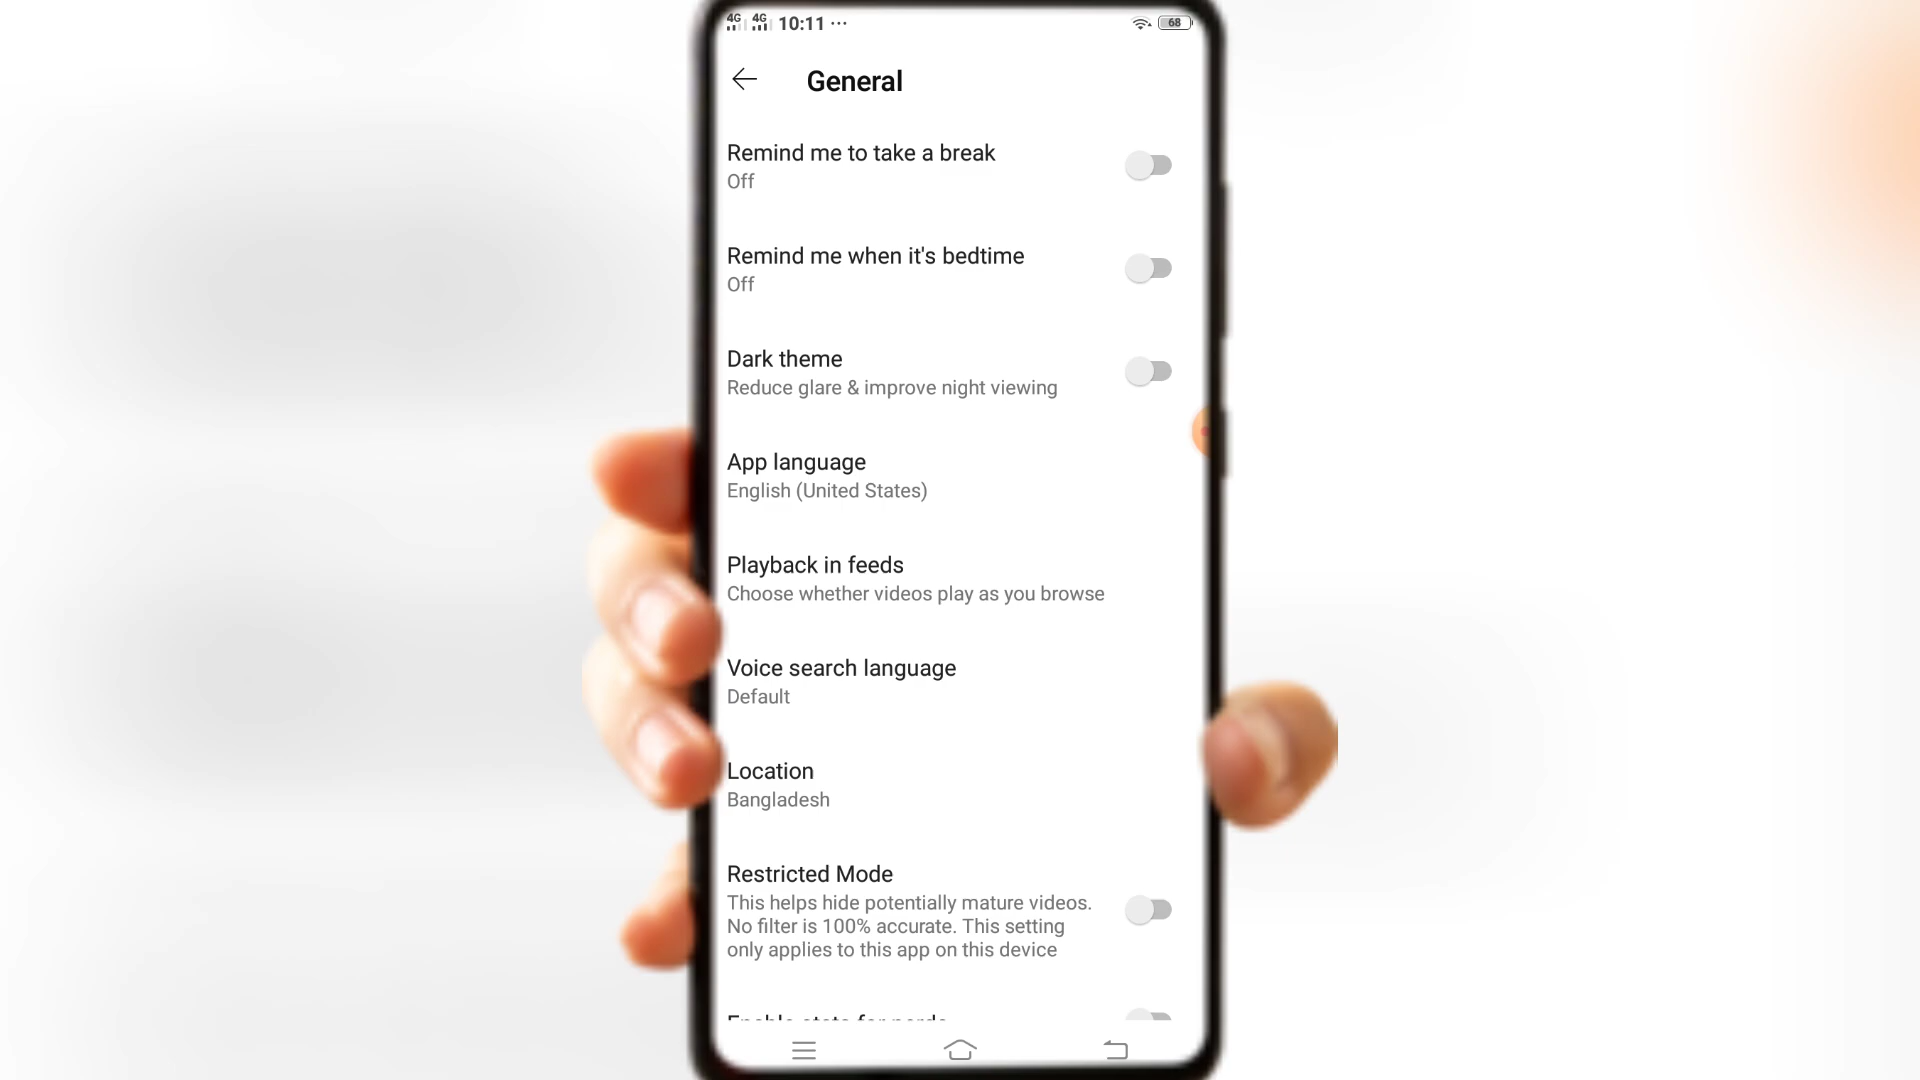 4G 4G 10:11 ... 68
General
Remind me to take a break
Off
Remind me when it's bedtime
Off
Dark theme
Reduce glare & improve night viewing
App language
English (United States)
Playback in feeds
Choose whether videos play as you browse
Voice search language
Default
Location
Bangladesh
Restricted Mode
This helps hide potentially mature videos.
No filter is 100% accurate. This setting
only applies to this app on this device